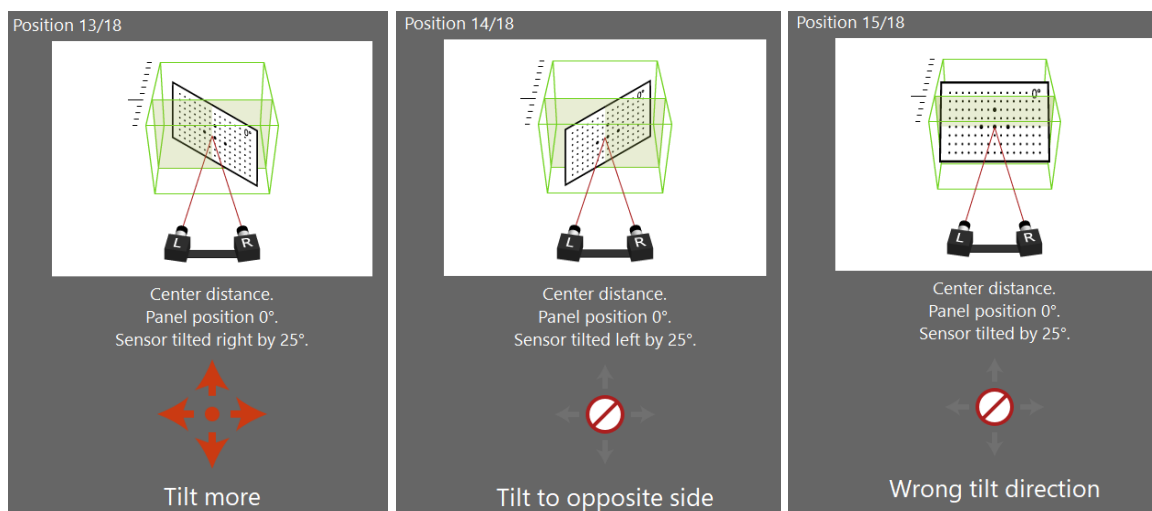 Position 13/18
0°
L R
Center distance.
Panel position 0°.
Sensor tilted right by 25°.
Tilt more
Position 14/18
0°
L R
Center distance.
Panel position 0°.
Sensor tilted left by 25°.
Tilt to opposite side
Position 15/18
0°
L R
Center distance.
Panel position 0°.
Sensor tilted by 25°.
Wrong tilt direction